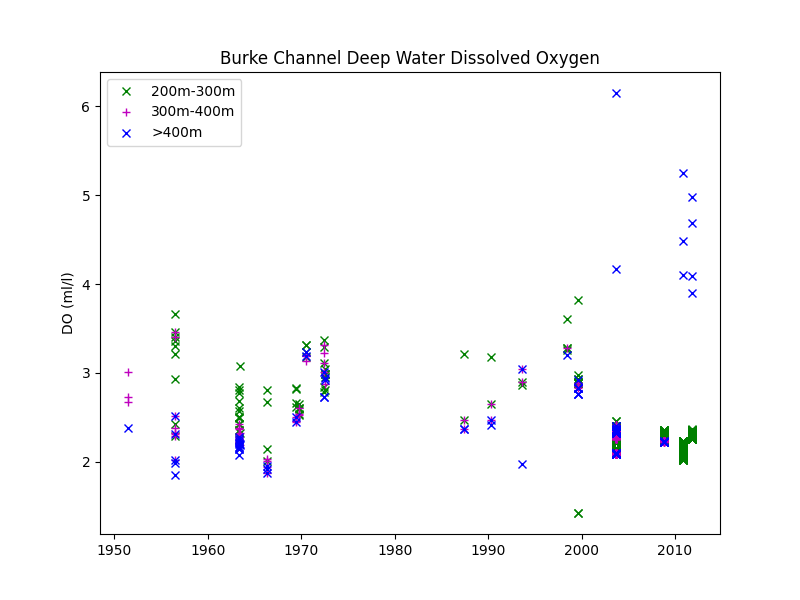 Burke Channel Deep Water Dissolved Oxygen
200m-300m
300m-400m
>400m
DO (ml/l)
6
5
4
3
2
1950 1960 1970 1980 1990 2000 2010